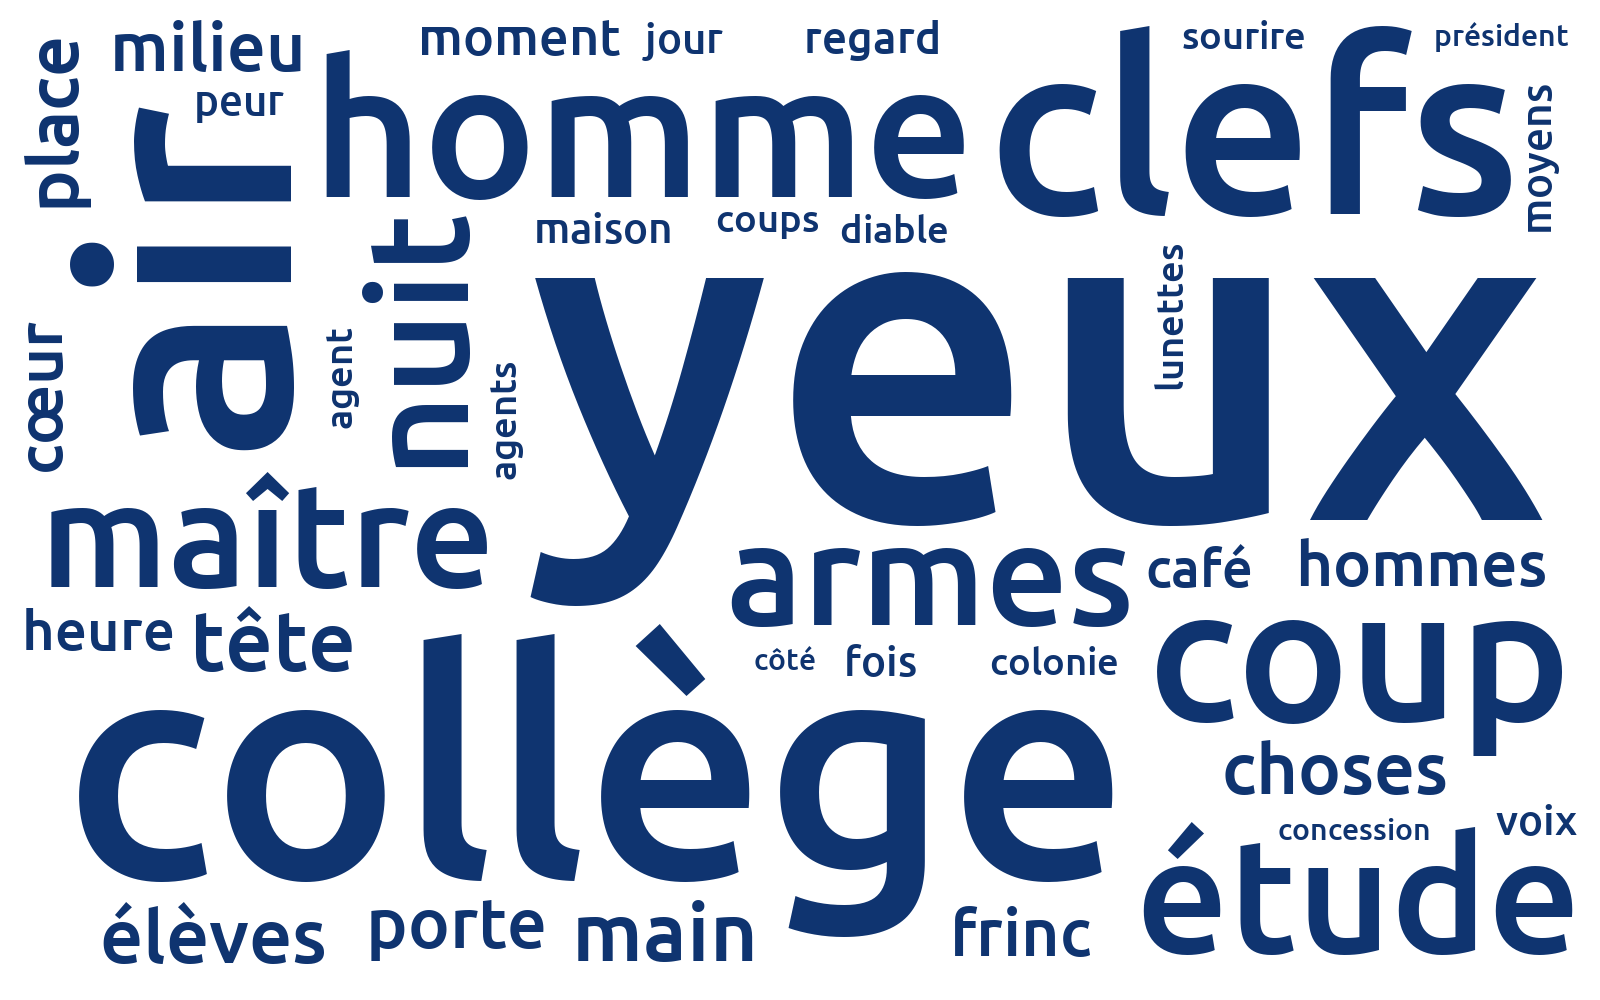 milieu
moment
jour
regard
sourire
président
place
peur
homme
clefs
moyens
air
maison
coups
diable
nuit
yeux
lunettes
cœur
agent
agents
maître
armes
café
hommes
heure
tête
côté
fois
colonie
coup
collège
choses
concession
voix
étude
élèves
porte
main
frinc